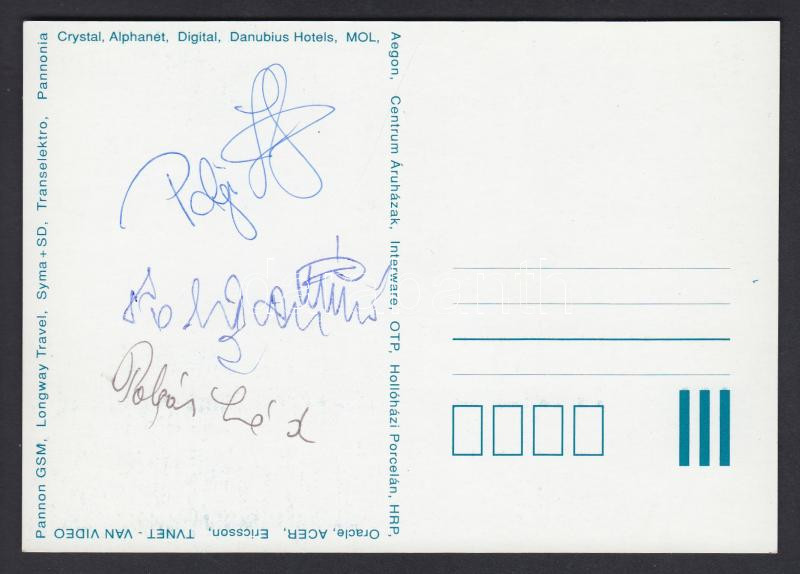 Crystal, Alphanet, Digital, Danubius Hotels, MOL,
Aegon, Centrum Áruházak, Interware, OTP, Hollóházi Porcelán, HRP,
Oracle, ACER, Ericsson, TVNET - VAN VIDEO
Pannon GSM, Longway Travel, Syma + SD, Transelektro, Pannonia
Polgár